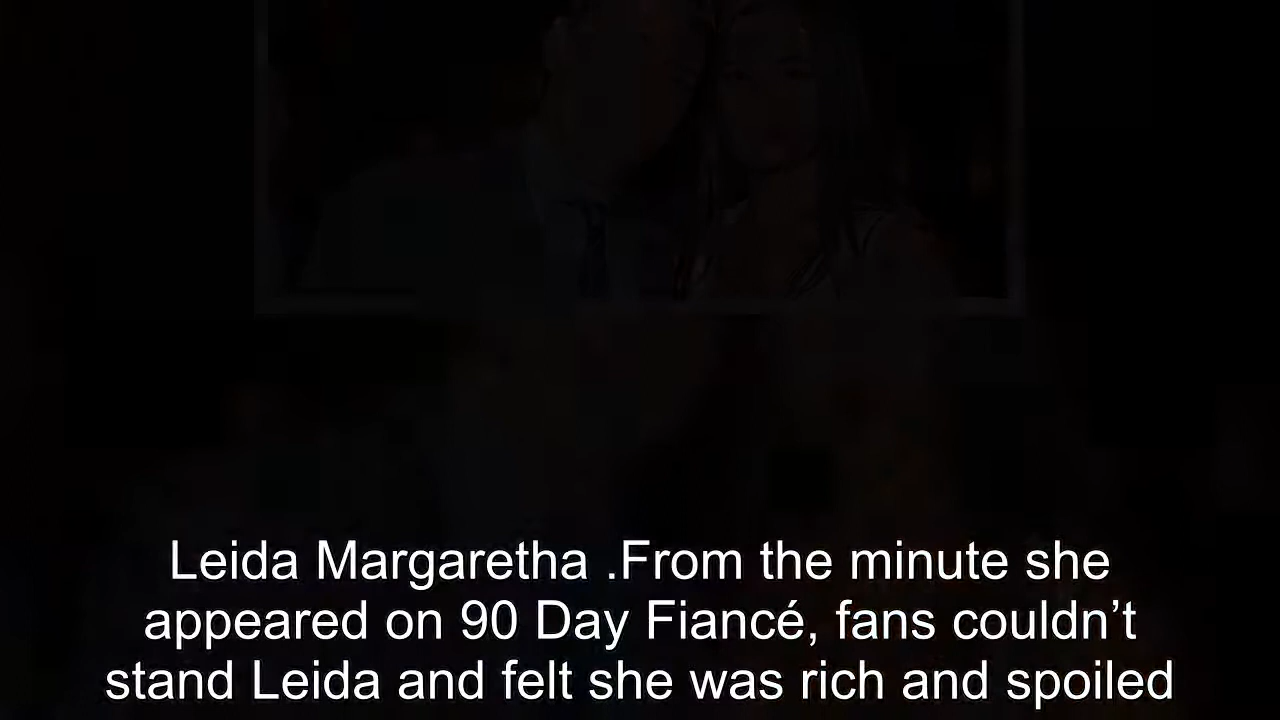 Leida Margaretha .From the minute she
appeared on 90 Day Fiancé, fans couldn’t
stand Leida and felt she was rich and spoiled